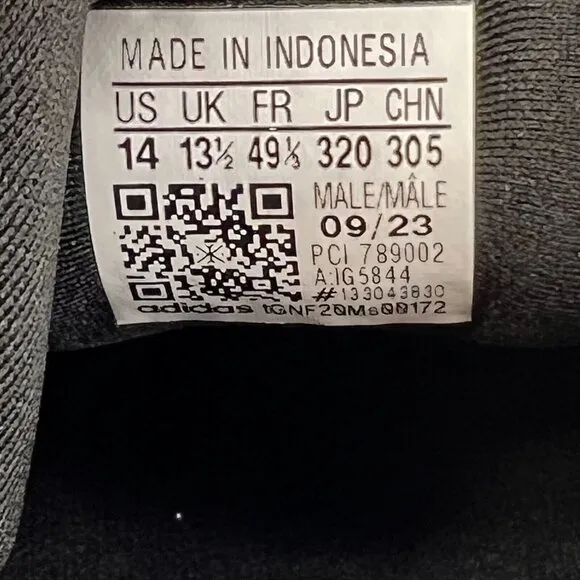 MADE IN INDONESIA
US UK FR JP CHN
14 13½ 49⅓ 320 305
MALE/MÂLE
09/23
PCI 789002
A:IG5844
#133043830
adidas tGNF20Ms00172